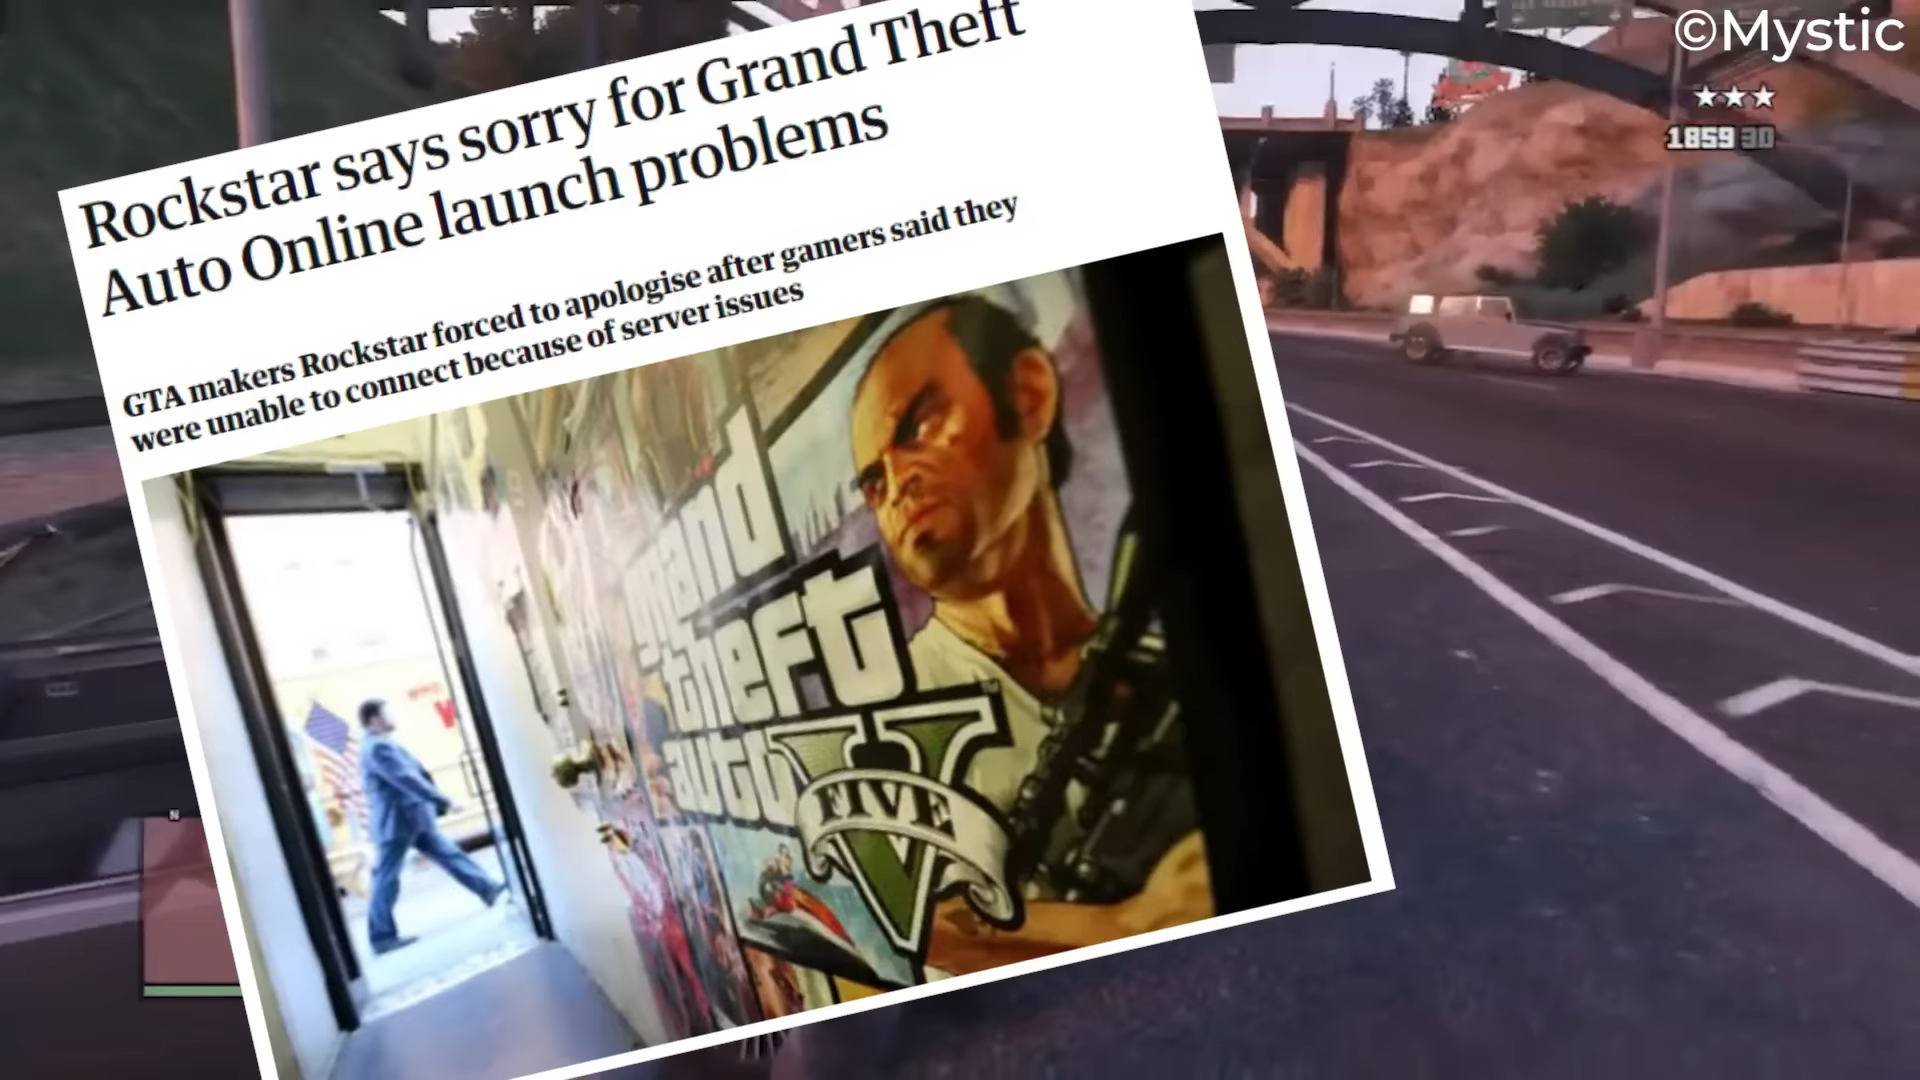 ©Mystic
1859 30
Rockstar says sorry for Grand Theft
Auto Online launch problems
GTA makers Rockstar forced to apologise after gamers said they
were unable to connect because of server issues
grand
theft
auto
V
FIVE
N